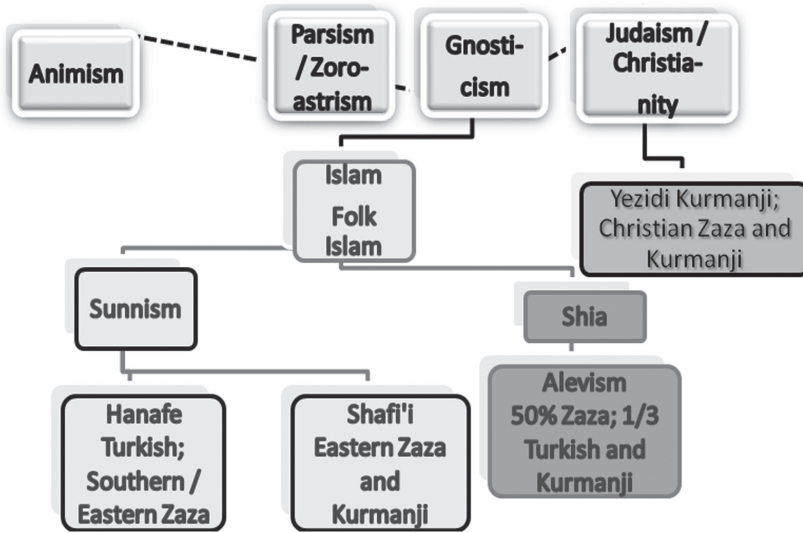 Animism
Parsism
/ Zoro-
astrism
Gnosti-
cism
Judaism /
Christia-
nity
Islam
Folk
Islam
Yezidi Kurmanji;
Christian Zaza and
Kurmanji
Sunnism
Shia
Hanafe
Turkish;
Southern /
Eastern Zaza
Shafi'i
Eastern Zaza
and
Kurmanji
Alevism
50% Zaza; 1/3
Turkish and
Kurmanji